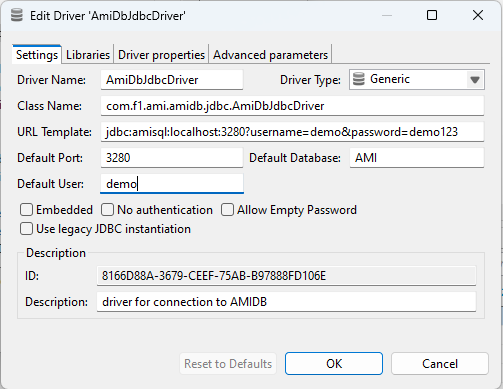 Edit Driver 'AmiDbJdbcDriver'
Settings Libraries Driver properties Advanced parameters
Driver Name: AmiDbJdbcDriver Driver Type: Generic
Class Name: com.f1.ami.amidb.jdbc.AmiDbJdbcDriver
URL Template: jdbc:amisql:localhost:3280?username=demo&password=demo123
Default Port: 3280 Default Database: AMI
Default User: demo
Embedded No authentication Allow Empty Password
Use legacy JDBC instantiation
Description
ID: 8166D88A-3679-CEEF-75AB-B97888FD106E
Description: driver for connection to AMIDB
Reset to Defaults OK Cancel